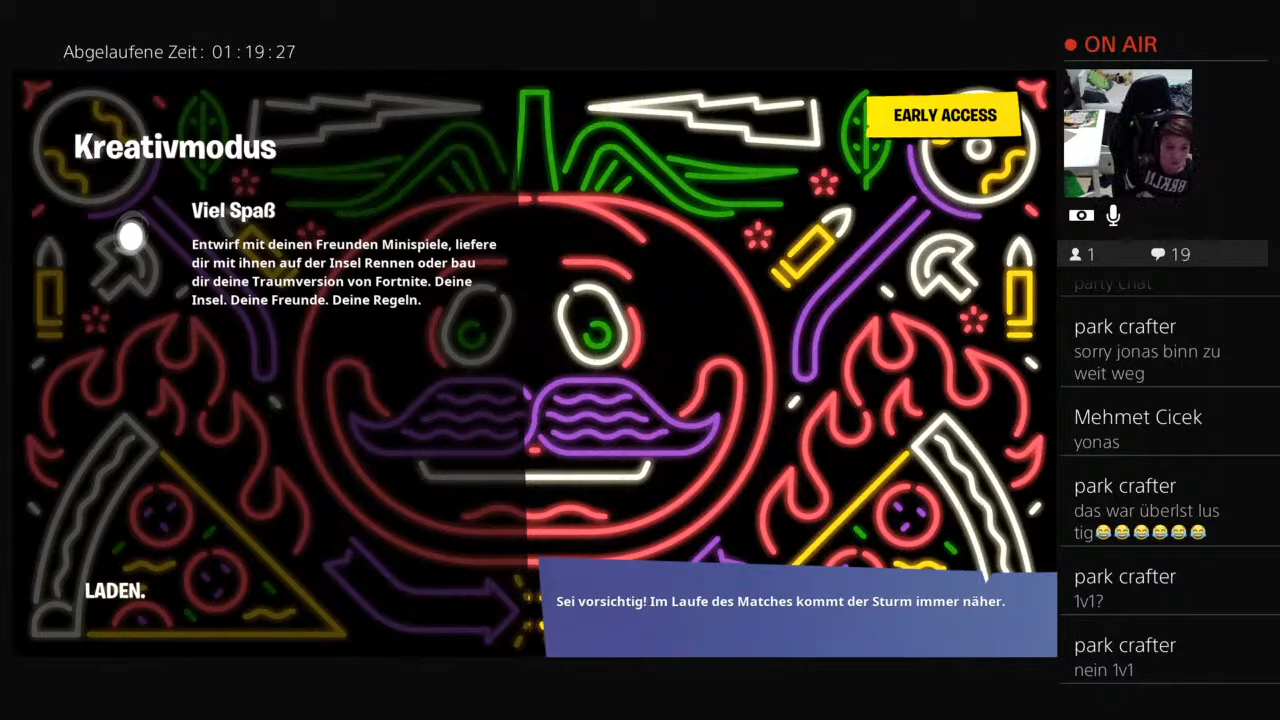 Abgelaufene Zeit: 01:19:27
ON AIR
EARLY ACCESS
Kreativmodus
Viel Spaß
Entwirf mit deinen Freunden Minispiele, liefere
dir mit ihnen auf der Insel Rennen oder bau
dir deine Traumversion von Fortnite. Deine
Insel. Deine Freunde. Deine Regeln.
LADEN.
Sei vorsichtig! Im Laufe des Matches kommt der Sturm immer näher.
BRKLN
1 19
party chat
park crafter
sorry jonas binn zu
weit weg
Mehmet Cicek
yonas
park crafter
das war überlst lus
tig😂😂😂😂😂😂
park crafter
1v1?
park crafter
nein 1v1